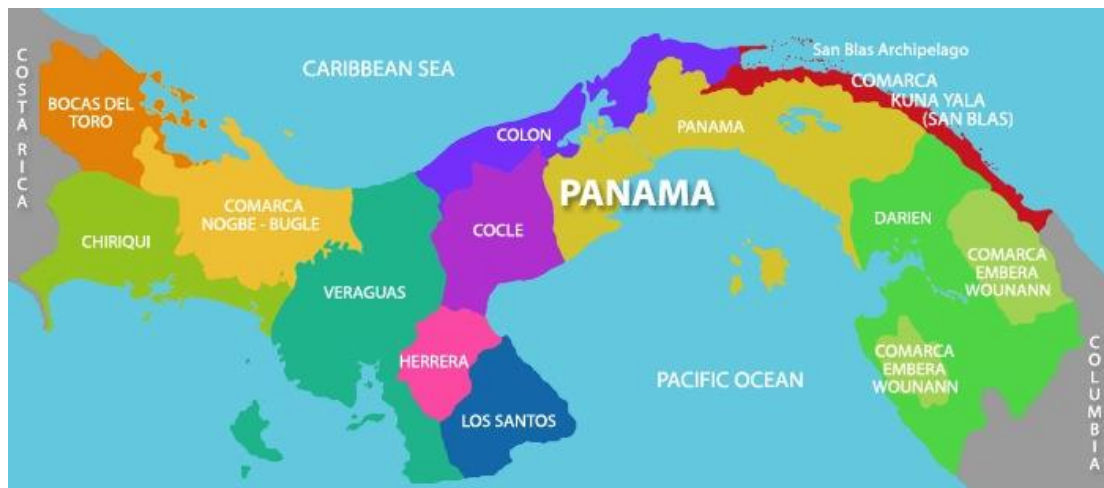 COSTA RICA
BOCAS DEL
TORO
CHIRIQUI
COMARCA
NOGBE - BUGLE
CARIBBEAN SEA
VERAGUAS
COLON
COCLE
HERRERA
LOS SANTOS
PANAMA
PANAMA
PACIFIC OCEAN
San Blas Archipelago
COMARCA
KUNA YALA
(SAN BLAS)
DARIEN
COMARCA
EMBERA
WOUNANN
COMARCA
EMBERA
WOUNANN
COLUMBIA